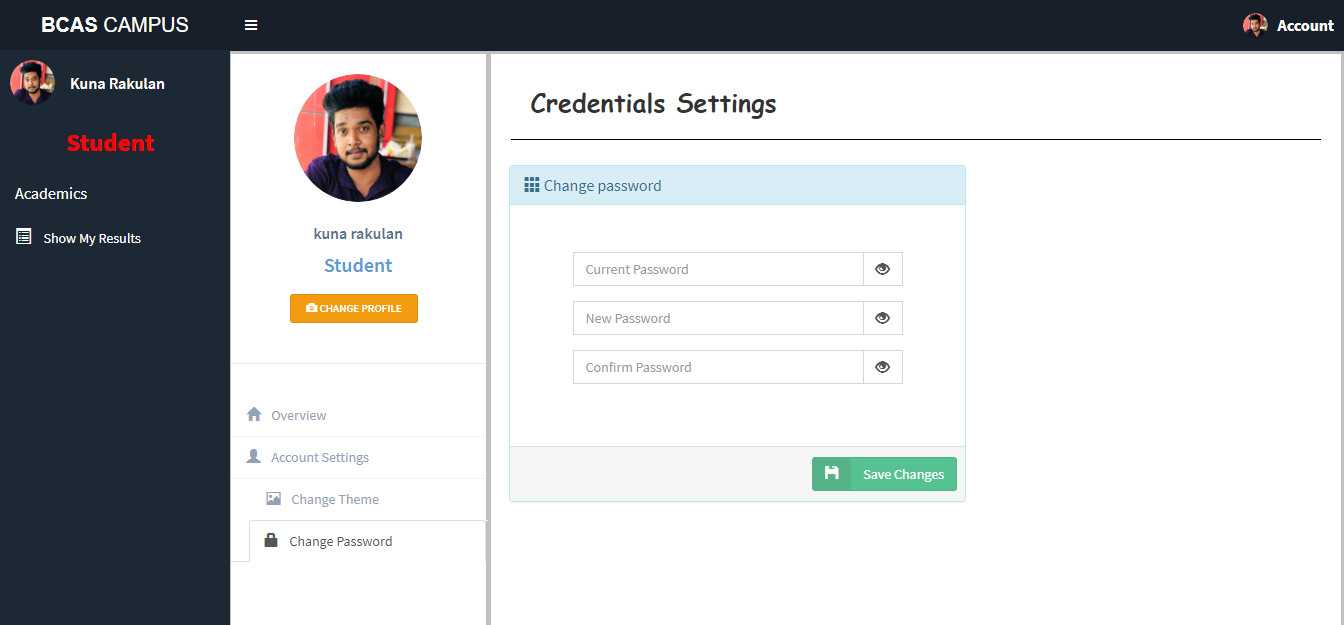 BCAS CAMPUS
Account
Kuna Rakulan
Student
Academics
Show My Results
kuna rakulan
Student
CHANGE PROFILE
Overview
Account Settings
Change Theme
Change Password
Credentials Settings
Change password
Current Password
New Password
Confirm Password
Save Changes